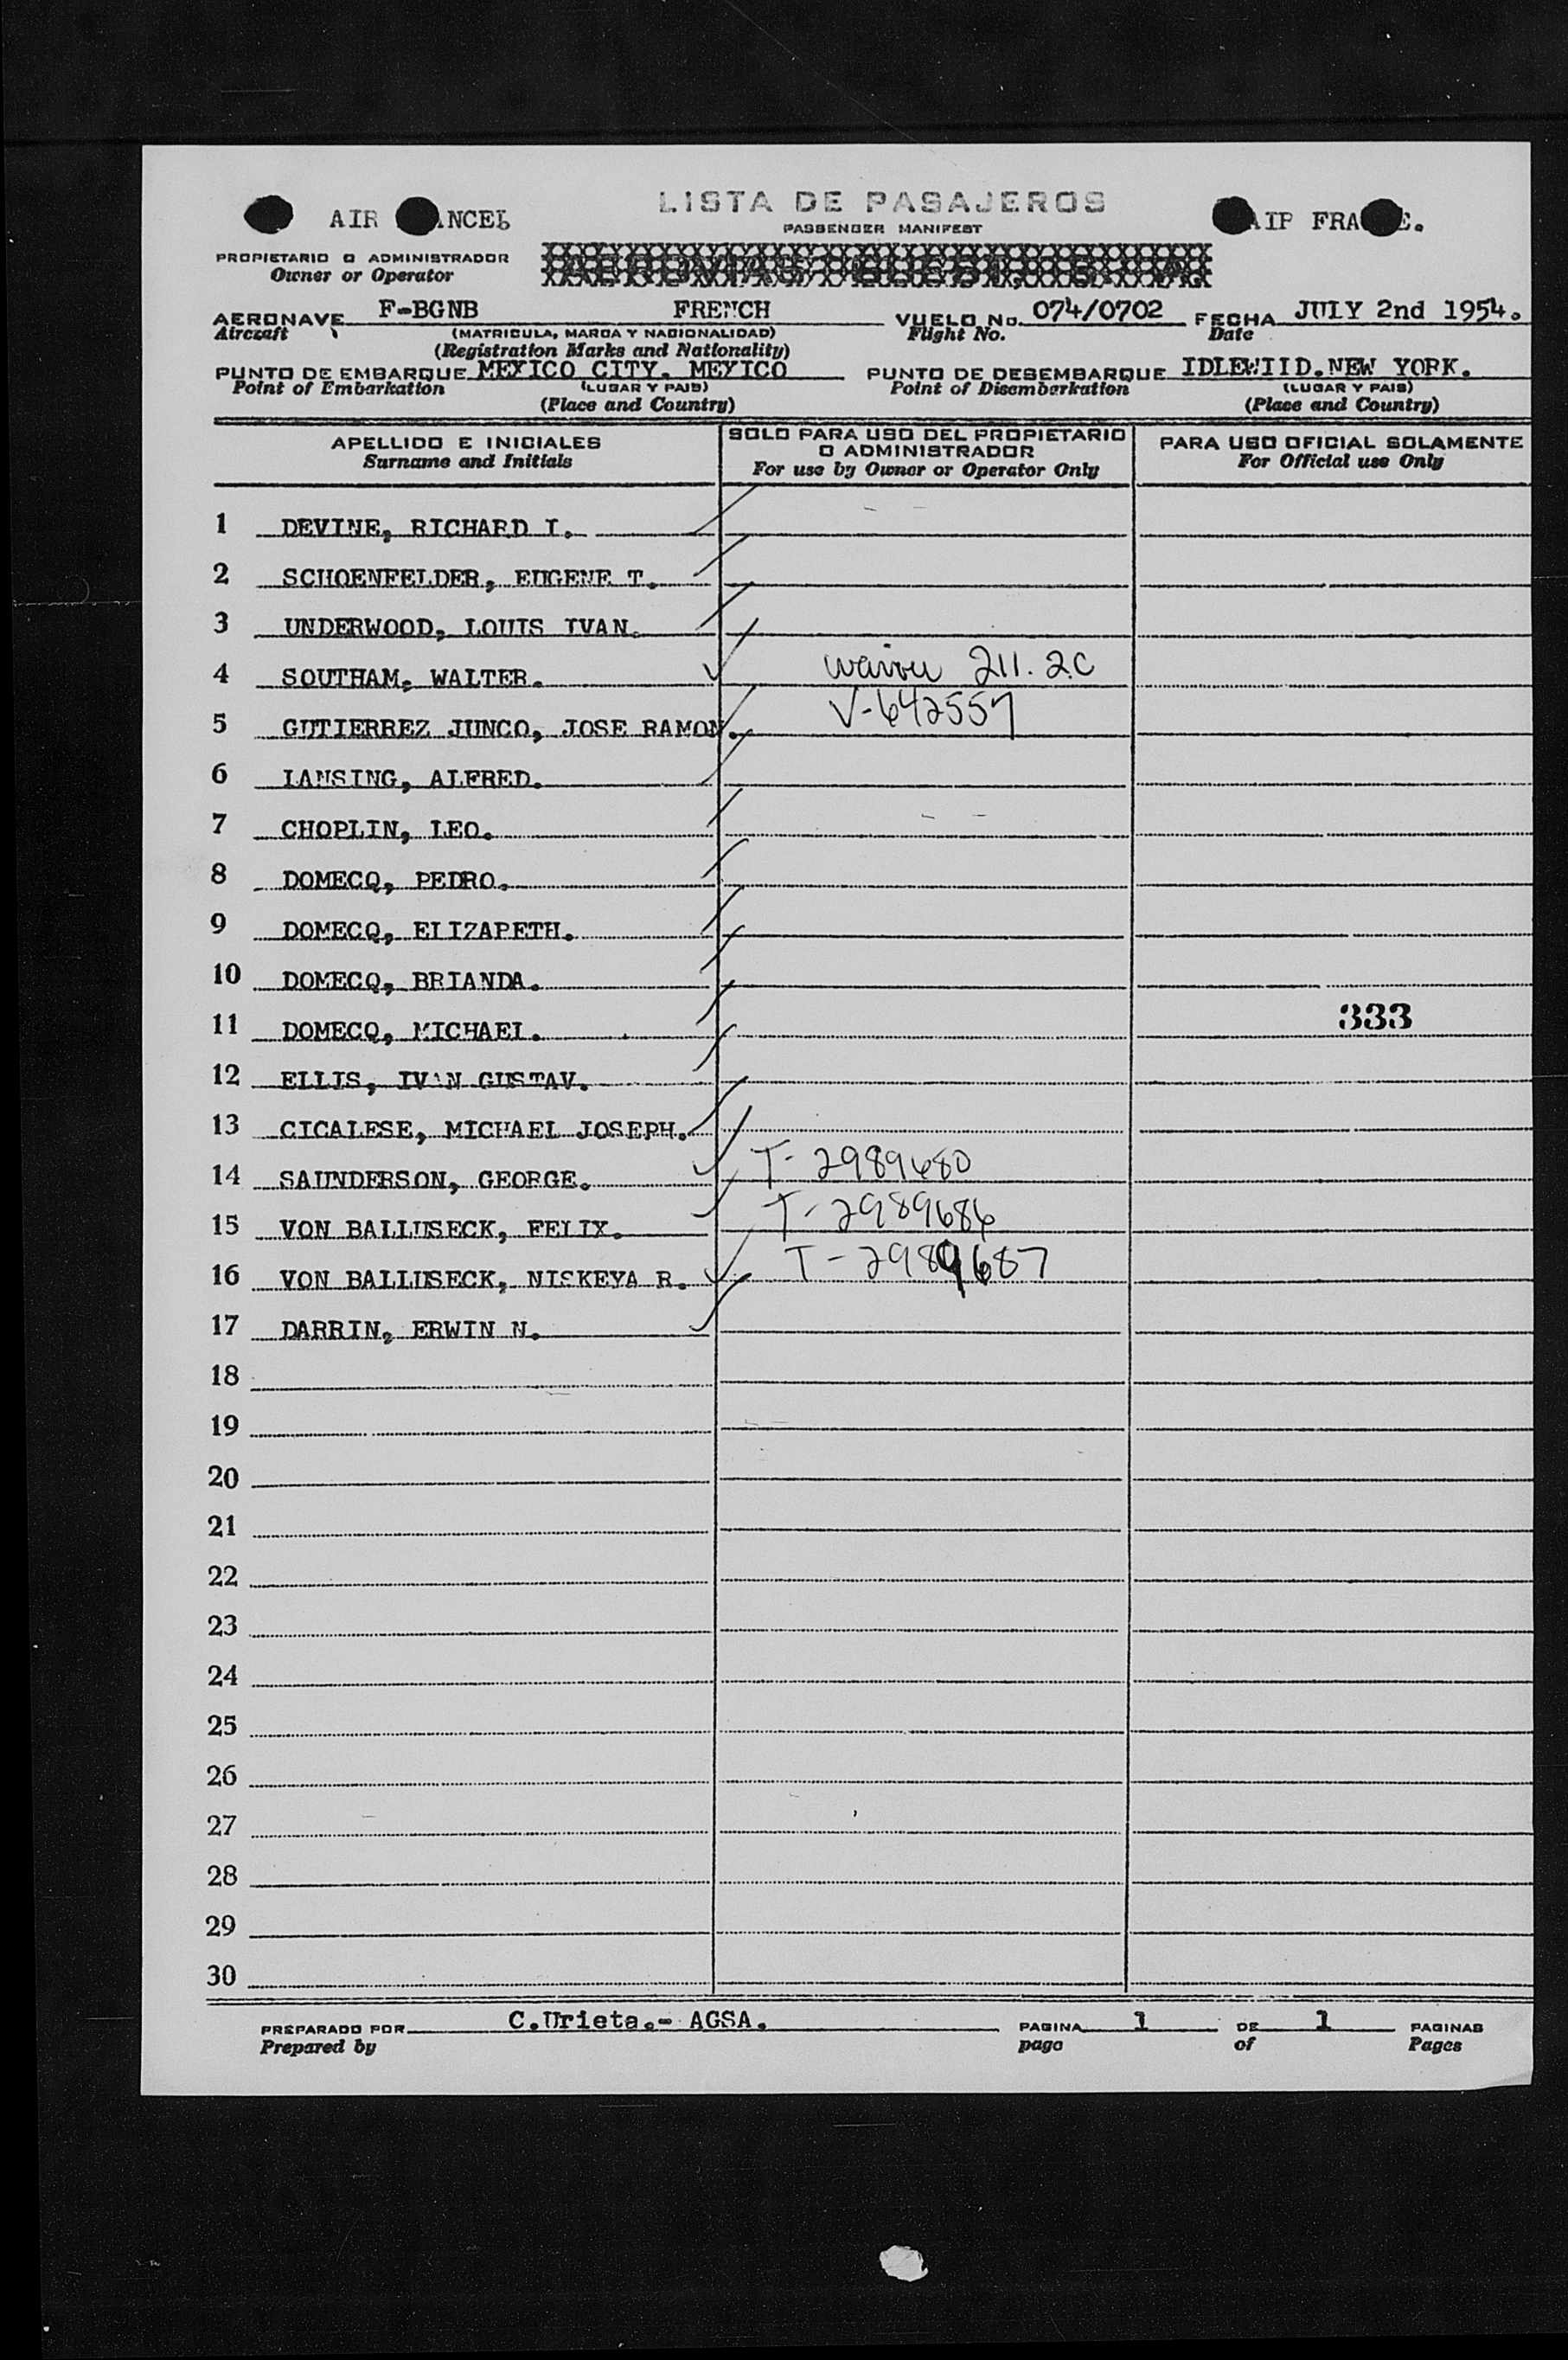 LISTA DE PASAJEROS
PASSENGER MANIFEST
AIR FRANCE.
PROPIETARIO O ADMINISTRADOR
Owner or Operator
AERONAVE F-BGNB FRENCH VUELO No. 074/0702 FECHA JULY 2nd 1954.
Aircraft (MATRICULA, MARCA Y NACIONALIDAD) Flight No. Date
(Registration Marks and Nationality)
PUNTO DE EMBARQUE MEXICO CITY. MEXICO PUNTO DE DESEMBARQUE IDLEWILD.NEW YORK.
Point of Embarkation (LUGAR Y PAIS) Point of Disembarkation (LUGAR Y PAIS)
(Place and Country) (Place and Country)
APELLIDO E INICIALES SOLO PARA USO DEL PROPIETARIO PARA USO OFICIAL SOLAMENTE
Surname and Initials O ADMINISTRADOR For Official use Only
For use by Owner or Operator Only
1 DEVINE, RICHARD I.
2 SCHOENFELDER, EUGENE T.
3 UNDERWOOD, LOUIS IVAN.
4 SOUTHAM, WALTER. waiver 211.2C
5 GUTIERREZ JUNCO, JOSE RAMON. V-642557
6 LANSING, ALFRED.
7 CHOPLIN, LEO.
8 DOMECQ, PEDRO.
9 DOMECQ, ELIZABETH.
10 DOMECQ, BRIANDA.
11 DOMECQ, MICHAEL. 333
12 ELLIS, IVAN GUSTAV.
13 CICALESE, MICHAEL JOSEPH.
14 SAUNDERSON, GEORGE. T-2989680
15 VON BALLUSECK, FELIX. T-2989686
16 VON BALLUSECK, NISKEYA R. T-2989687
17 DARRIN, ERWIN N.
18
19
20
21
22
23
24
25
26
27
28
29
30
PREPARADO POR C.Urieta.- AGSA. PAGINA 1 DE 1 PAGINAS
Prepared by page of Pages